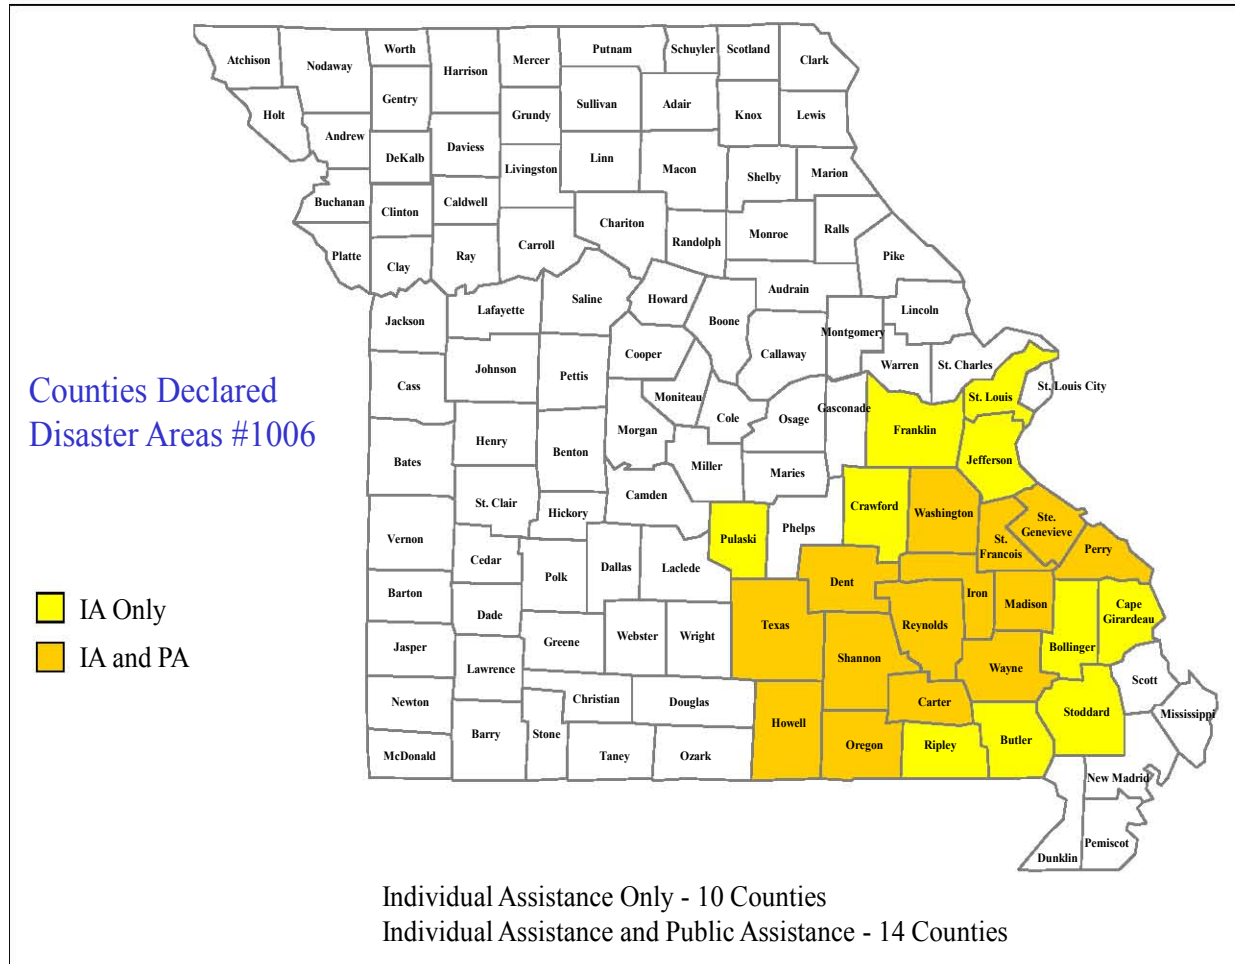 Atchison
Nodaway
Worth
Harrison
Mercer
Putnam
Schuyler
Scotland
Clark
Holt
Gentry
Grundy
Sullivan
Adair
Knox
Lewis
Andrew
DeKalb
Daviess
Livingston
Linn
Macon
Shelby
Marion
Buchanan
Clinton
Caldwell
Chariton
Randolph
Monroe
Ralls
Platte
Clay
Ray
Carroll
Pike
Audrain
Jackson
Lafayette
Saline
Howard
Boone
Callaway
Montgomery
Lincoln
Cooper
Warren
St. Charles
Cass
Johnson
Pettis
Moniteau
Cole
Osage
Gasconade
St. Louis
St. Louis City
Counties Declared
Disaster Areas #1006
Henry
Morgan
Franklin
Jefferson
Bates
Benton
Miller
Maries
St. Clair
Camden
Crawford
Washington
Hickory
Pulaski
Phelps
St.
Francois
Ste.
Genevieve
Perry
Vernon
Cedar
Polk
Dallas
Laclede
Dent
Iron
Madison
Cape
Girardeau
IA Only
Barton
Dade
Greene
Webster
Wright
Texas
Reynolds
Bollinger
IA and PA
Jasper
Lawrence
Shannon
Wayne
Scott
Newton
Christian
Douglas
Howell
Carter
Stoddard
Mississippi
McDonald
Barry
Stone
Taney
Ozark
Oregon
Ripley
Butler
New Madrid
Dunklin
Pemiscot
Individual Assistance Only - 10 Counties
Individual Assistance and Public Assistance - 14 Counties